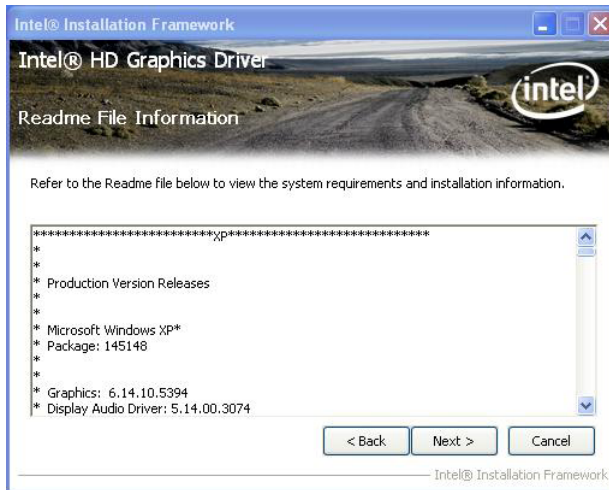 Intel® Installation Framework
Intel® HD Graphics Driver
intel
Readme File Information
Refer to the Readme file below to view the system requirements and installation information.
*************************XP****************************
*
*
* Production Version Releases
*
*
* Microsoft Windows XP*
* Package: 145148
*
*
* Graphics: 6.14.10.5394
* Display Audio Driver: 5.14.00.3074
< Back Next > Cancel
Intel® Installation Framework